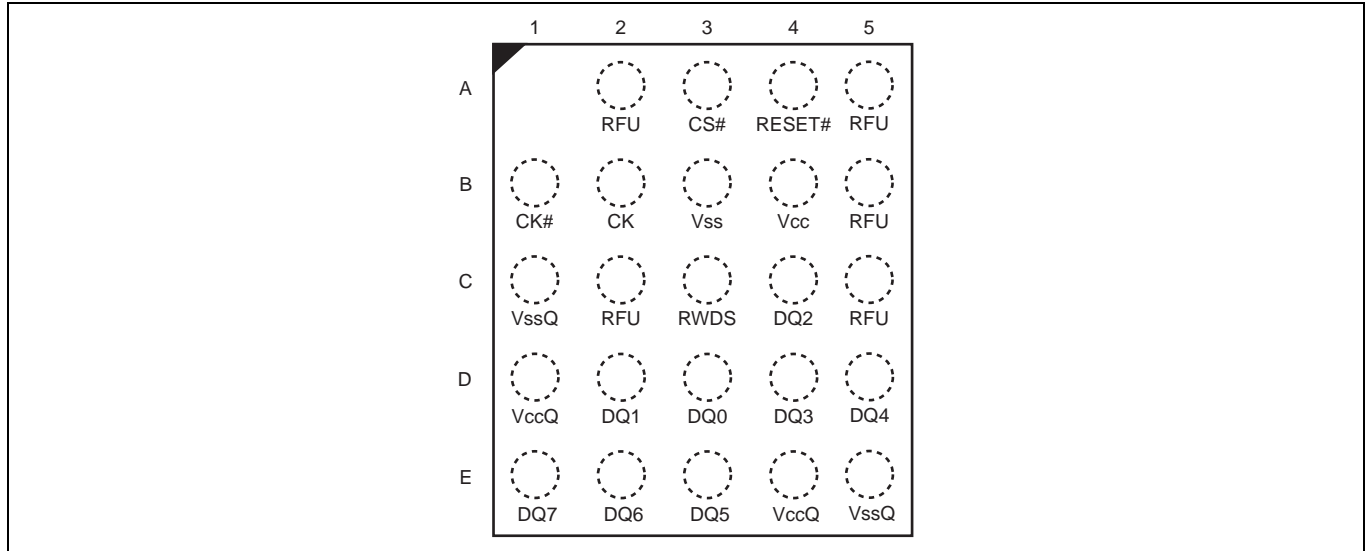 1 2 3 4 5
A
RFU CS# RESET# RFU
B
CK# CK Vss Vcc RFU
C
VssQ RFU RWDS DQ2 RFU
D
VccQ DQ1 DQ0 DQ3 DQ4
E
DQ7 DQ6 DQ5 VccQ VssQ